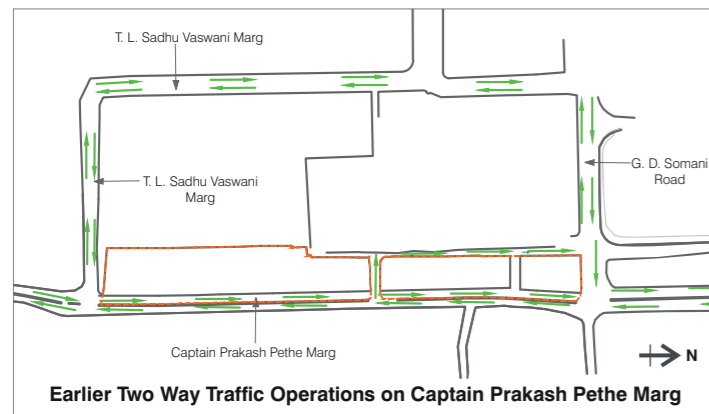 T. L. Sadhu Vaswani Marg
T. L. Sadhu Vaswani
Marg
G. D. Somani
Road
Captain Prakash Pethe Marg
N
Earlier Two Way Traffic Operations on Captain Prakash Pethe Marg